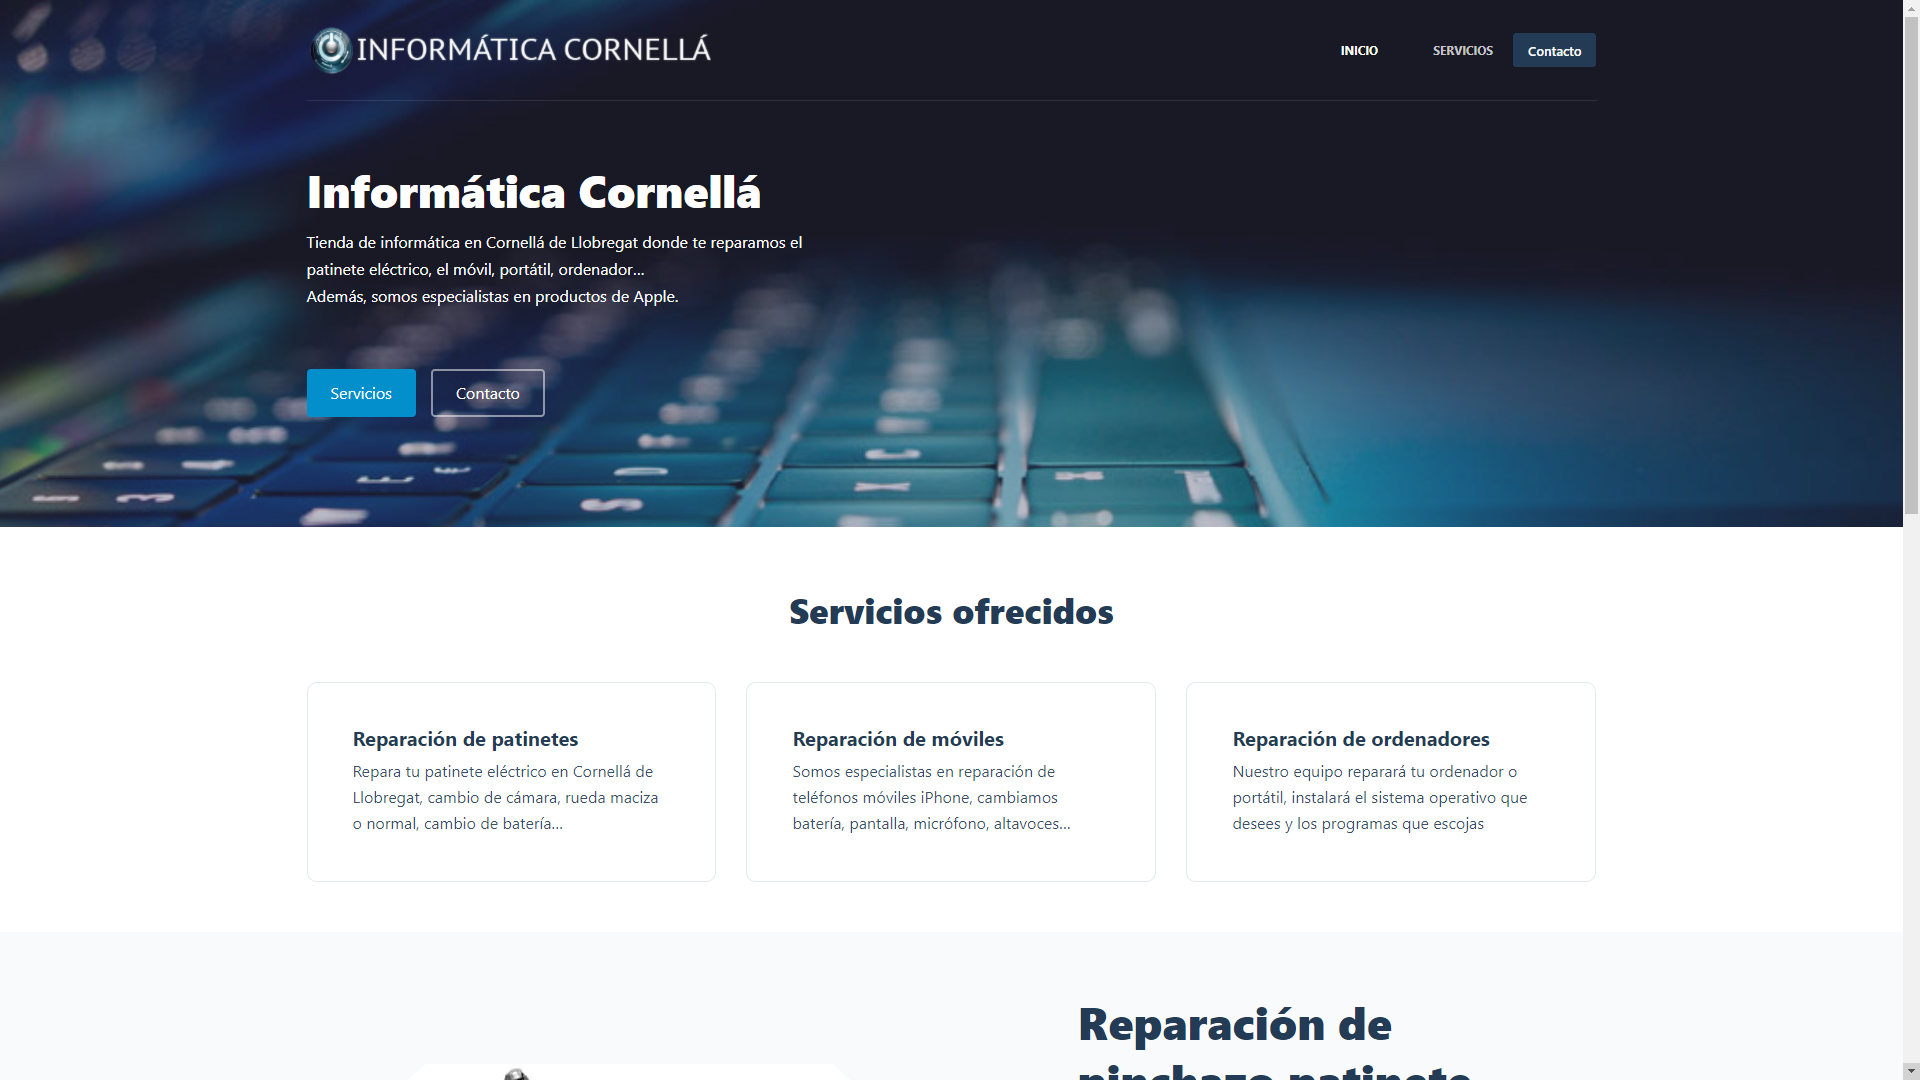 INFORMÁTICA CORNELLÁ
INICIO
SERVICIOS
Contacto
Informática Cornellá
Tienda de informática en Cornellá de Llobregat donde te reparamos el
patinete eléctrico, el móvil, portátil, ordenador...
Además, somos especialistas en productos de Apple.
Servicios
Contacto
Servicios ofrecidos
Reparación de patinetes
Repara tu patinete eléctrico en Cornellá de
Llobregat, cambio de cámara, rueda maciza
o normal, cambio de batería...
Reparación de móviles
Somos especialistas en reparación de
teléfonos móviles iPhone, cambiamos
batería, pantalla, micrófono, altavoces...
Reparación de ordenadores
Nuestro equipo reparará tu ordenador o
portátil, instalará el sistema operativo que
desees y los programas que escojas
Reparación de
pinchazo patinete